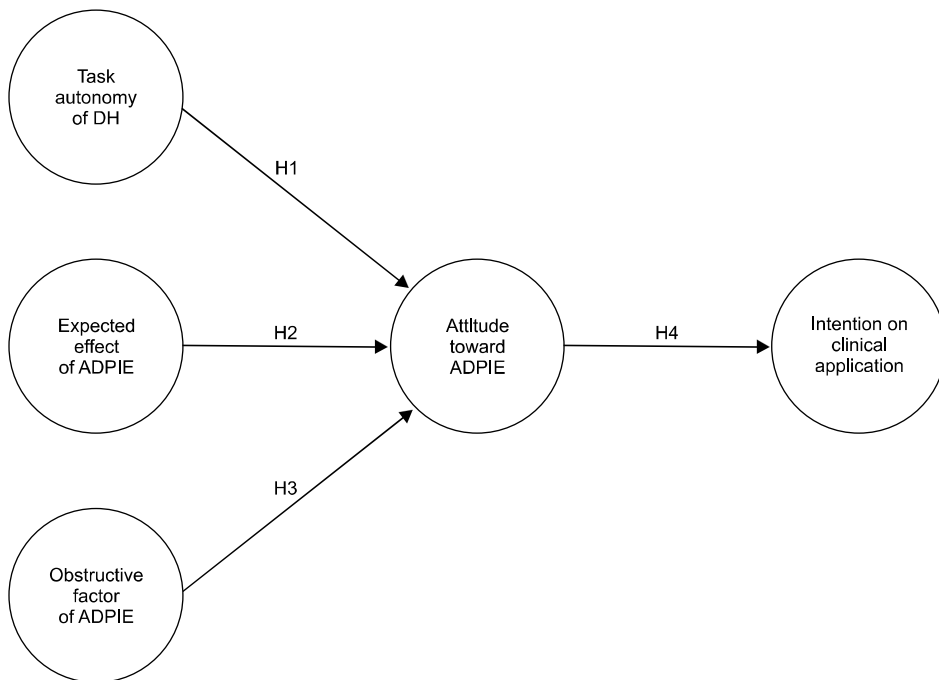 Task
autonomy
of DH
H1
Expected
effect
of ADPIE
H2
Attltude
toward
ADPIE
H4
Intention on
clinical
application
H3
Obstructive
factor
of ADPIE